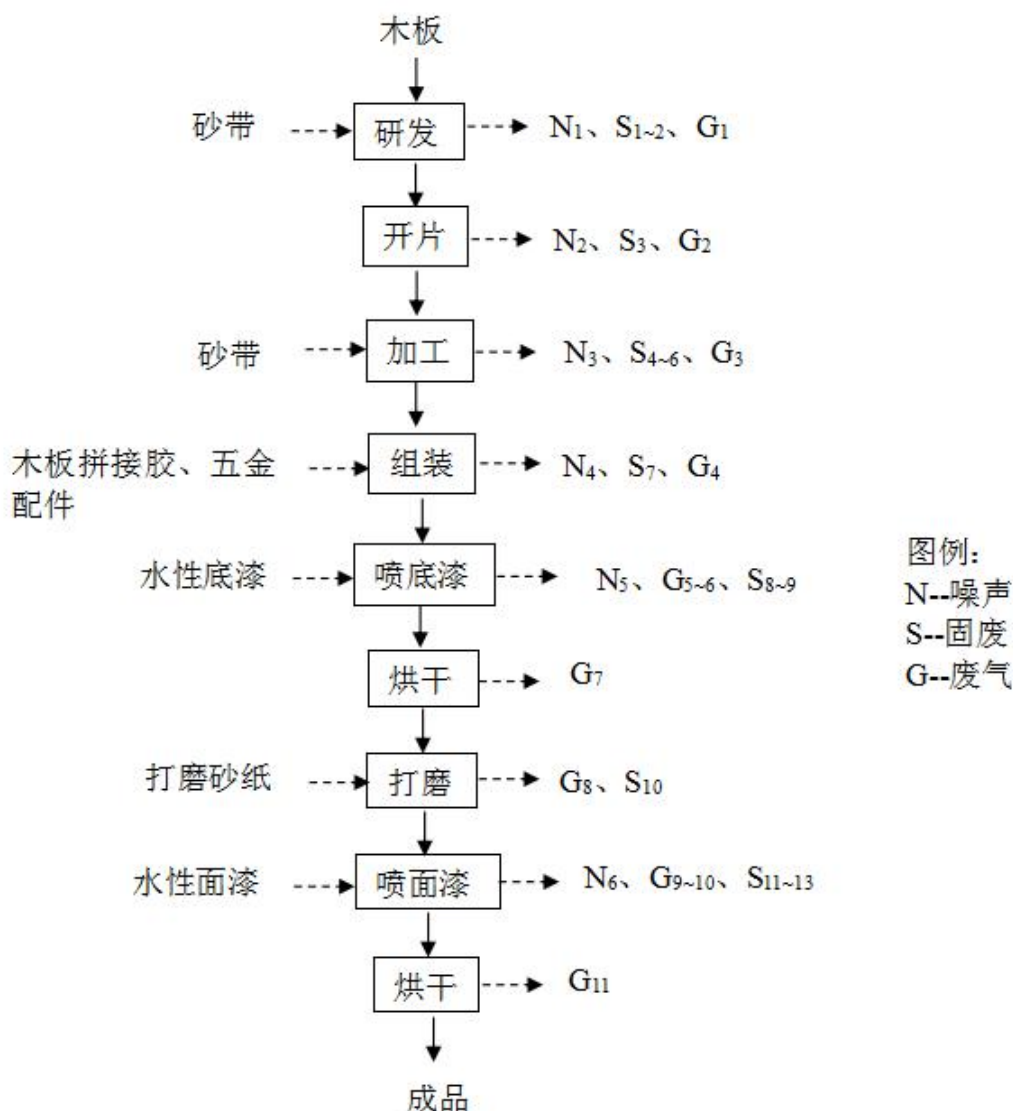 木板
砂带
研发
N₁、S₁~₂、G₁
开片
N₂、S₃、G₂
砂带
加工
N₃、S₄~₆、G₃
木板拼接胶、五金
配件
组装
N₄、S₇、G₄
水性底漆
喷底漆
N₅、G₅~₆、S₈~₉
烘干
G₇
打磨砂纸
打磨
G₈、S₁₀
水性面漆
喷面漆
N₆、G₉~₁₀、S₁₁~₁₃
烘干
G₁₁
成品
图例：
N--噪声
S--固废
G--废气